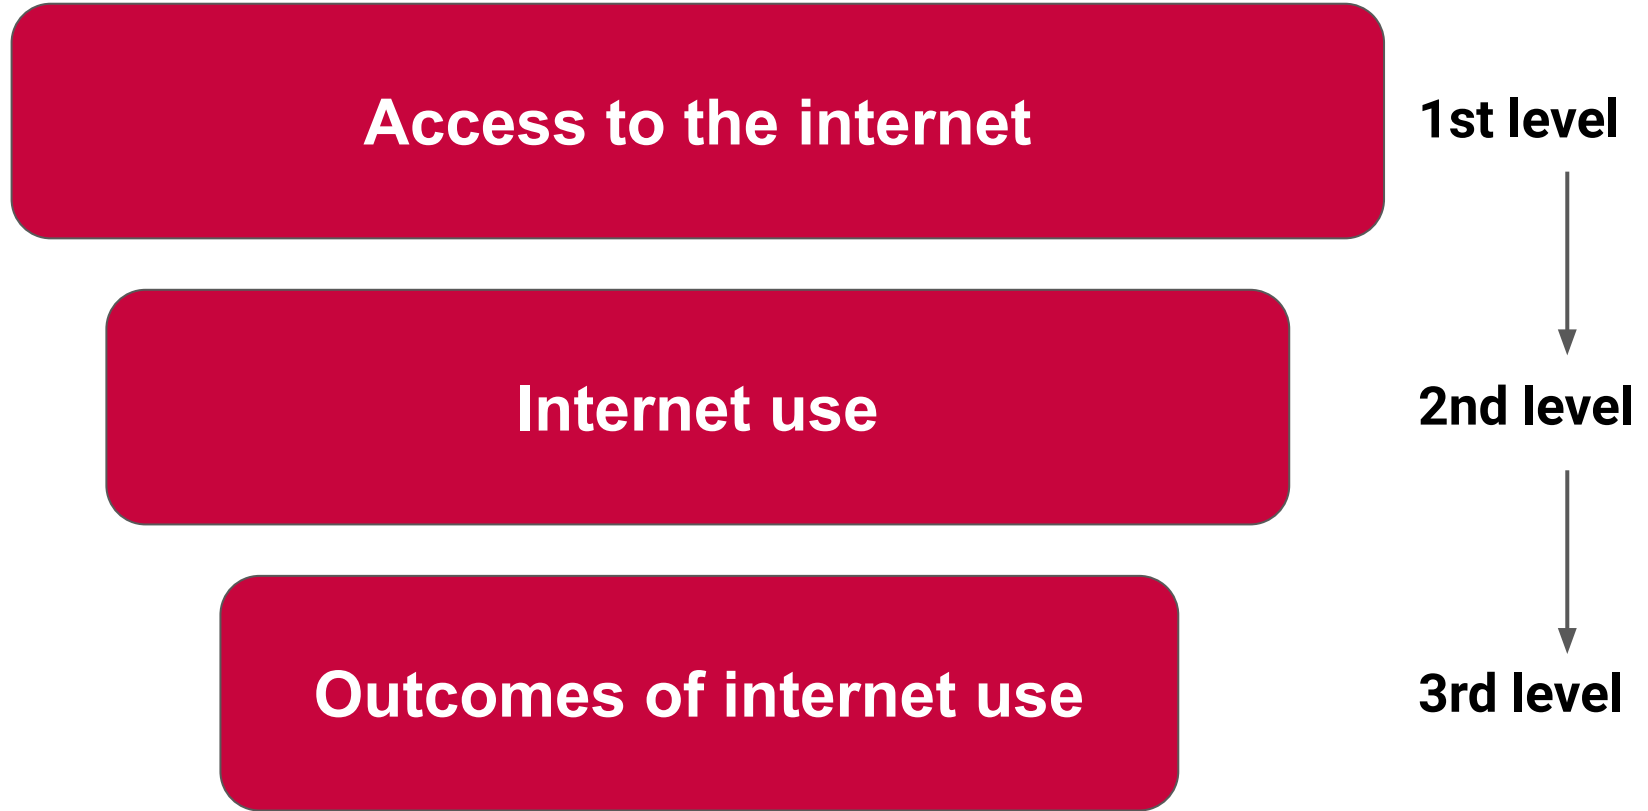 Access to the internet
1st level
Internet use
2nd level
Outcomes of internet use
3rd level